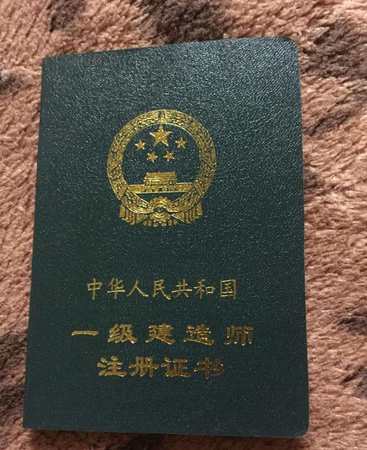 中华人民共和国
一级建造师
注册证书